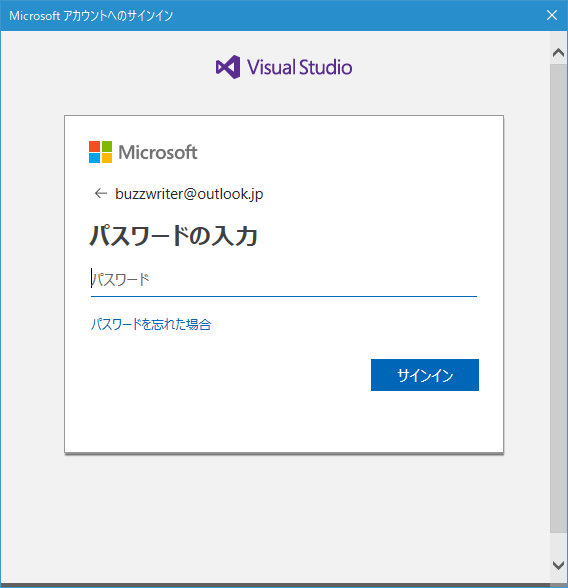 Microsoft アカウントへのサインイン
Visual Studio
Microsoft
buzzwriter@outlook.jp
パスワードの入力
パスワード
パスワードを忘れた場合
サインイン